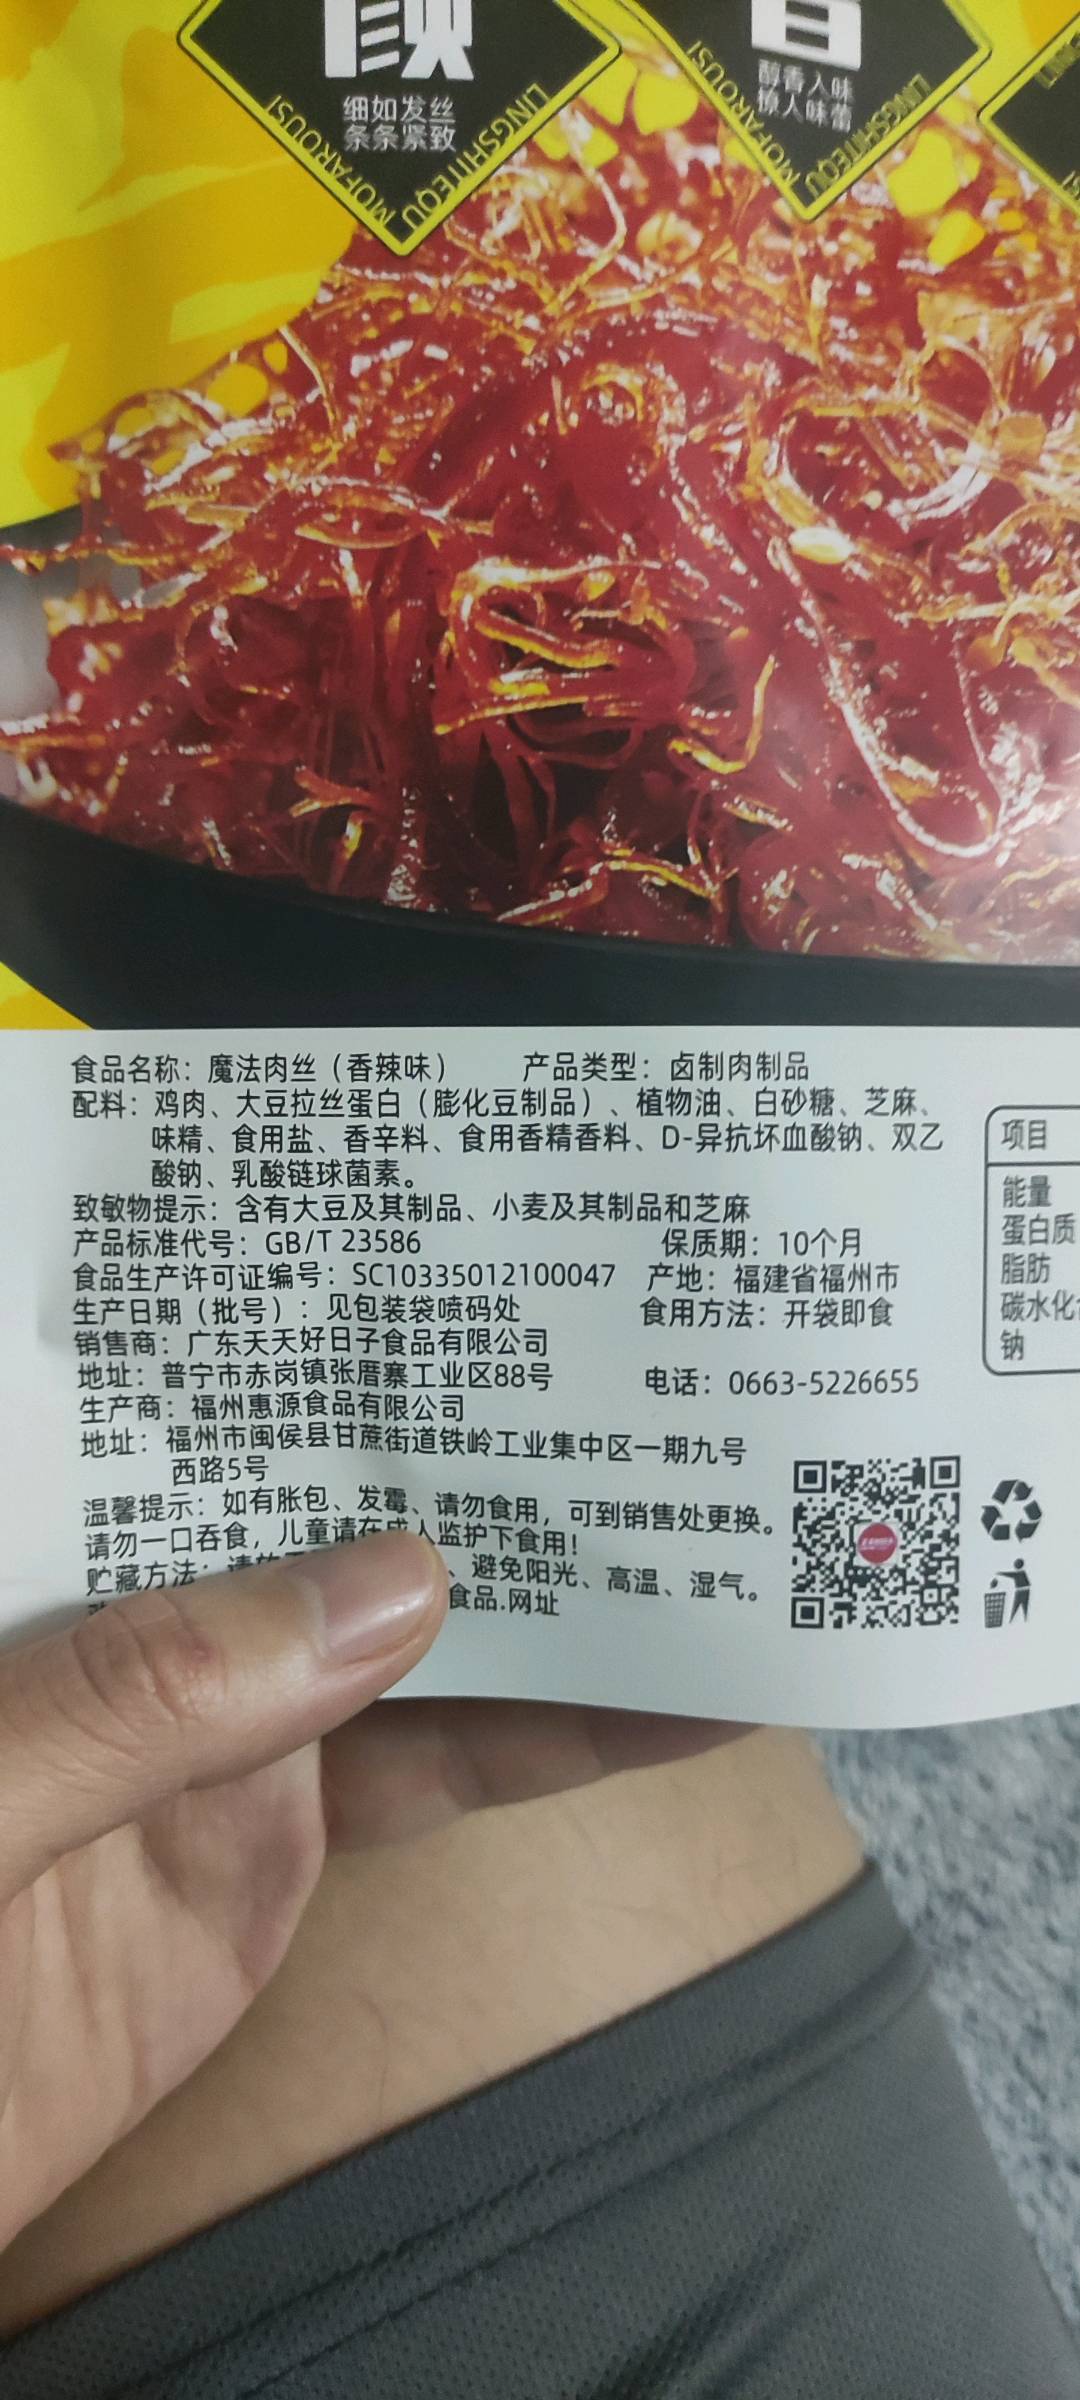 颜
细如发丝
条条紧致
MOFAROUSI
LINGSHITEQU
醇香入味
撩人味蕾
MOFAROUSI
LINGSHITEQU
食品名称：魔法肉丝（香辣味） 产品类型：卤制肉制品
配料：鸡肉、大豆拉丝蛋白（膨化豆制品）、植物油、白砂糖、芝麻、
味精、食用盐、香辛料、食用香精香料、D-异抗坏血酸钠、双乙
酸钠、乳酸链球菌素。
致敏物提示：含有大豆及其制品、小麦及其制品和芝麻
产品标准代号：GB/T 23586 保质期：10个月
食品生产许可证编号：SC10335012100047 产地：福建省福州市
生产日期（批号）：见包装袋喷码处 食用方法：开袋即食
销售商：广东天天好日子食品有限公司
地址：普宁市赤岗镇张厝寨工业区88号 电话：0663-5226655
生产商：福州惠源食品有限公司
地址：福州市闽侯县甘蔗街道铁岭工业集中区一期九号
西路5号
温馨提示：如有胀包、发霉、请勿食用，可到销售处更换。
请勿一口吞食，儿童请在成人监护下食用！
贮藏方法：请 、避免阳光、高温、湿气。
食品.网址
项目
能量
蛋白质
脂肪
碳水化
钠